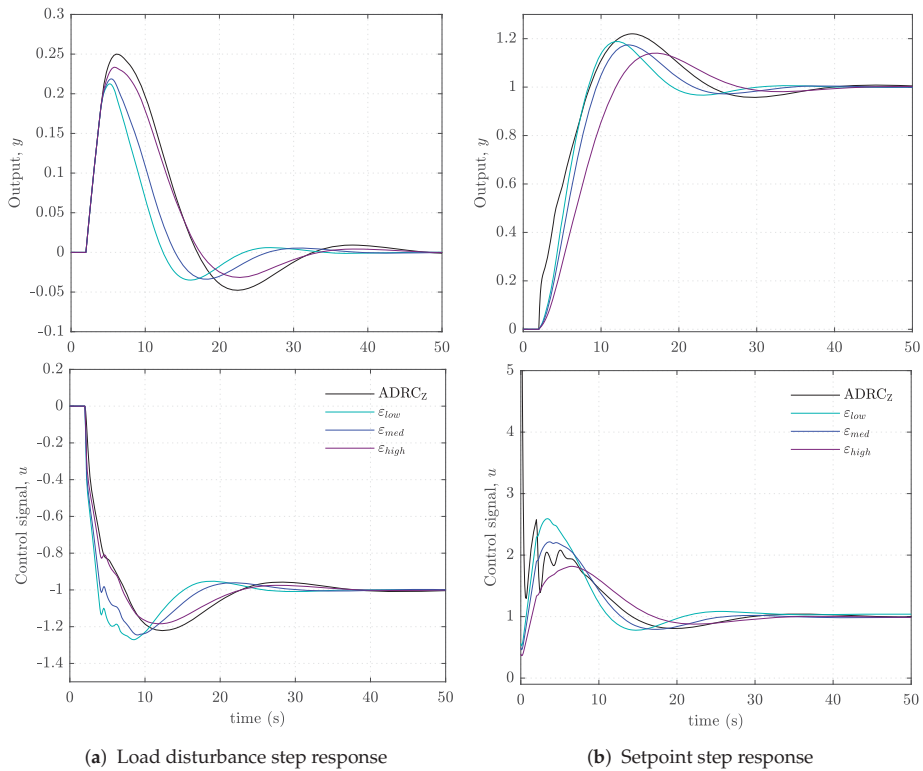 0.3
0.25
0.2
0.15
0.1
0.05
0
-0.05
-0.1
Output, y
0 10 20 30 40 50
1.2
1
0.8
0.6
0.4
0.2
0
Output, y
0 10 20 30 40 50
0.2
0
-0.2
-0.4
-0.6
-0.8
-1
-1.2
-1.4
Control signal, u
ADRC_Z
ε_low
ε_med
ε_high
0 10 20 30 40 50
time (s)
5
4
3
2
1
0
Control signal, u
ADRC_Z
ε_low
ε_med
ε_high
0 10 20 30 40 50
time (s)
(a) Load disturbance step response
(b) Setpoint step response